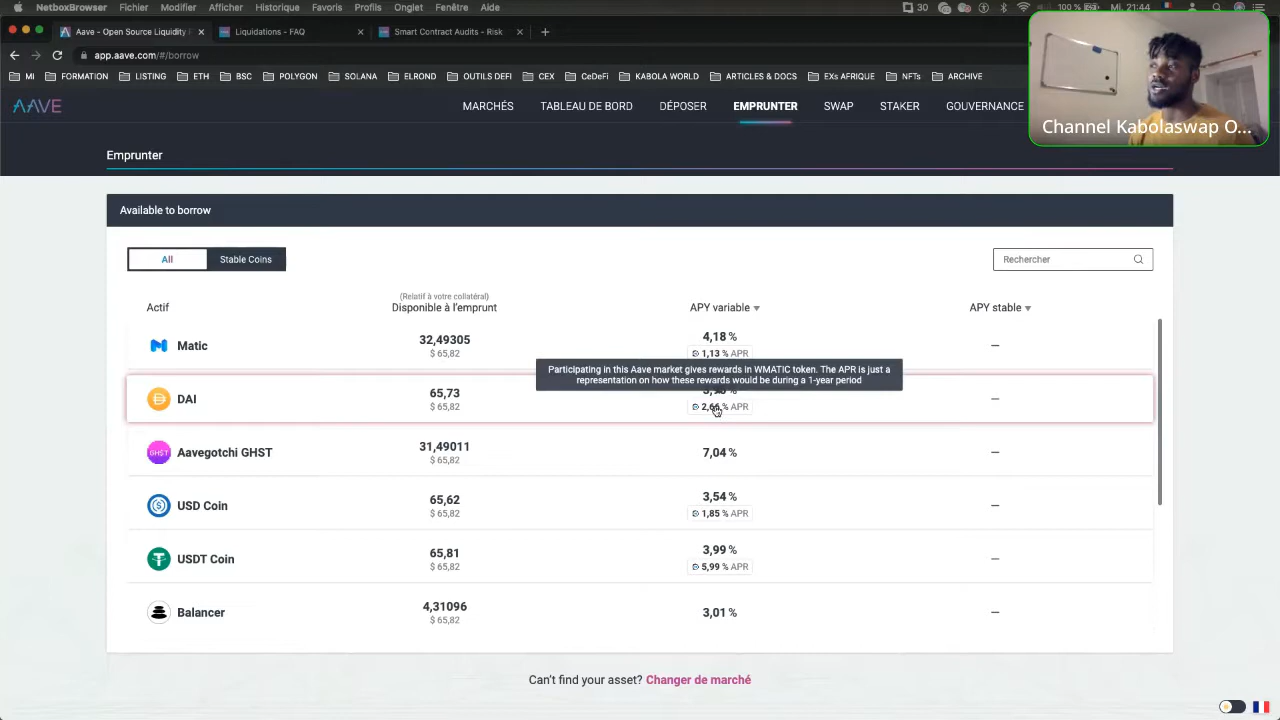 NetboxBrowser Fichier Modifier Afficher Historique Favoris Profils Onglet Fenêtre Aide
30 100 % Mi. 21:44
Aave - Open Source Liquidity
Liquidations - FAQ
Smart Contract Audits - Risk
app.aave.com/#/borrow
MI FORMATION LISTING ETH BSC POLYGON SOLANA ELROND OUTILS DEFI CEX CeDeFi KABOLA WORLD ARTICLES & DOCS EXs AFRIQUE NFTs ARCHIVE
AAVE
MARCHÉS TABLEAU DE BORD DÉPOSER EMPRUNTER SWAP STAKER GOUVERNANCE
Channel Kabolaswap O...
Emprunter
Available to borrow
All Stable Coins
Rechercher
(Relatif à votre collatéral)
Actif Disponible à l'emprunt APY variable APY stable
Matic 32,49305 4,18 % —
$ 65,82 1,13 % APR
Participating in this Aave market gives rewards in WMATIC token. The APR is just a
representation on how these rewards would be during a 1-year period
DAI 65,73 —
$ 65,82 2,66 % APR
Aavegotchi GHST 31,49011 7,04 % —
$ 65,82
USD Coin 65,62 3,54 % —
$ 65,82 1,85 % APR
USDT Coin 65,81 3,99 % —
$ 65,82 5,99 % APR
Balancer 4,31096 3,01 % —
$ 65,82
Can't find your asset? Changer de marché